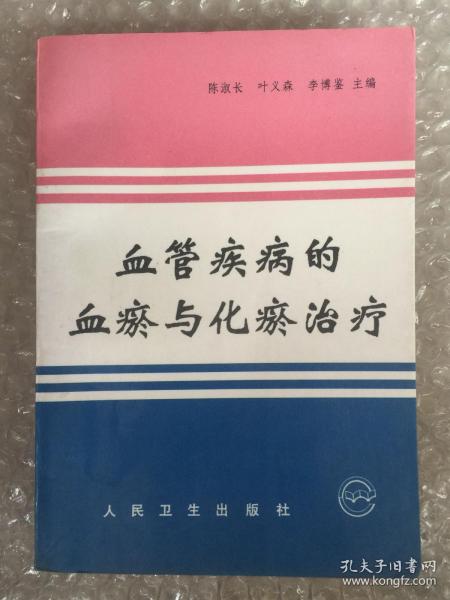 陈淑长 叶义森 李博鉴 主编
血管疾病的
血瘀与化瘀治疗
人民卫生出版社
孔夫子旧书网
www.kongfz.com